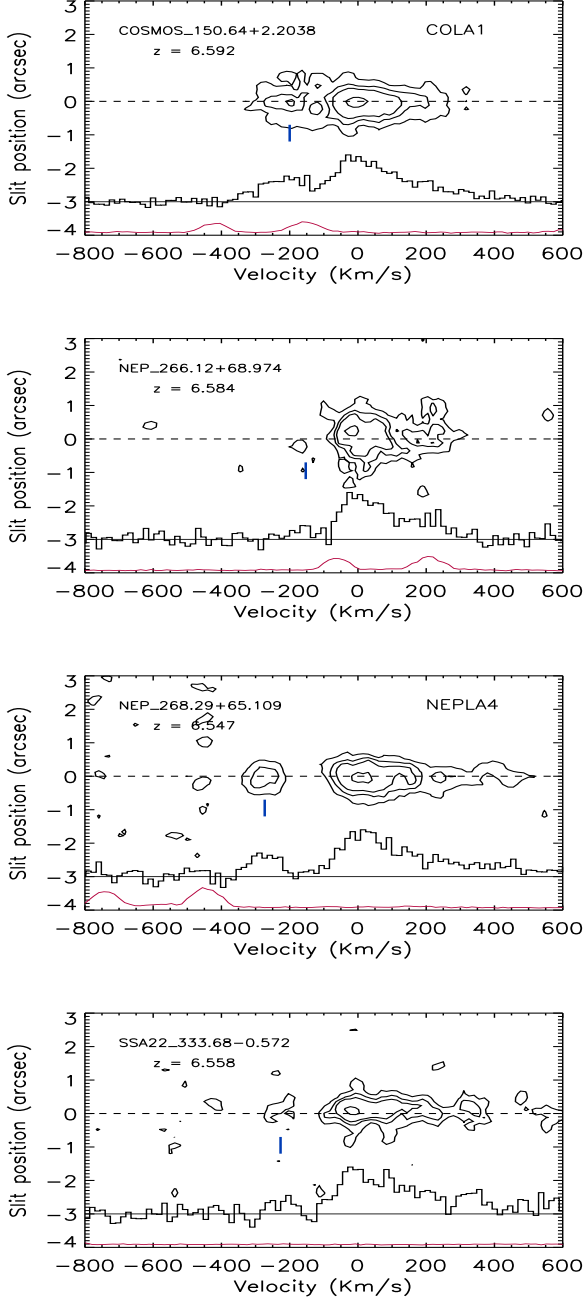 COSMOS_150.64+2.2038 COLA1
z = 6.592
Slit position (arcsec)
3
2
1
0
−1
−2
−3
−4
−800 −600 −400 −200 0 200 400 600
Velocity (Km/s)
NEP_266.12+68.974
z = 6.584
Slit position (arcsec)
3
2
1
0
−1
−2
−3
−4
−800 −600 −400 −200 0 200 400 600
Velocity (Km/s)
NEP_268.29+65.109 NEPLA4
z = 6.547
Slit position (arcsec)
3
2
1
0
−1
−2
−3
−4
−800 −600 −400 −200 0 200 400 600
Velocity (Km/s)
SSA22_333.68−0.572
z = 6.558
Slit position (arcsec)
3
2
1
0
−1
−2
−3
−4
−800 −600 −400 −200 0 200 400 600
Velocity (Km/s)